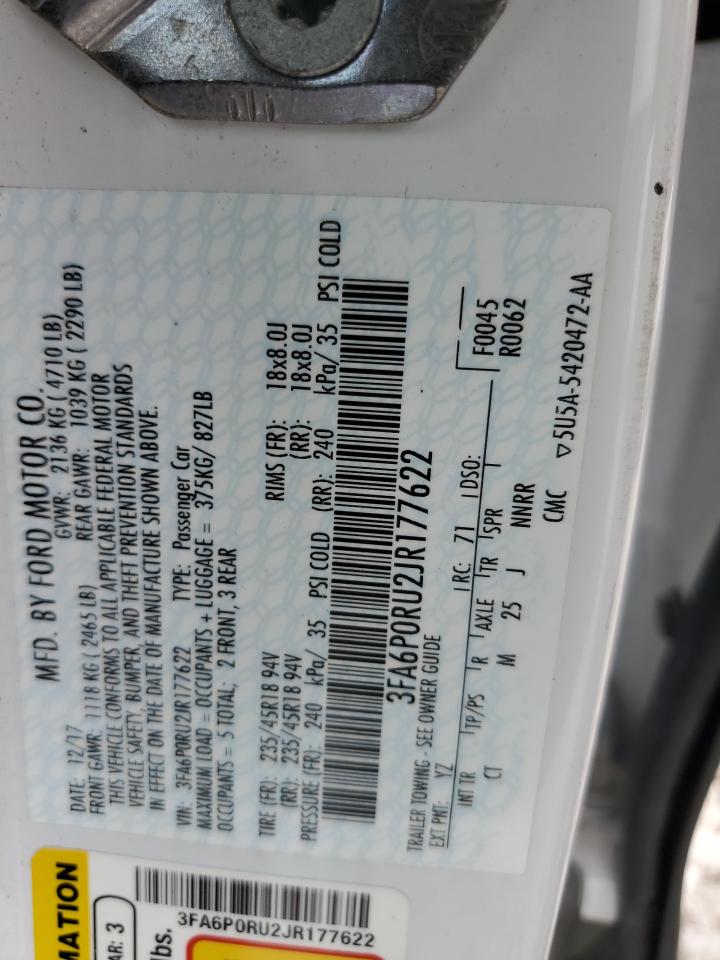 MFD. BY FORD MOTOR CO.
DATE: 12/17 GVWR: 2136 KG ( 4710 LB)
FRONT GAWR: 1118 KG ( 2465 LB) REAR GAWR: 1039 KG ( 2290 LB)
THIS VEHICLE CONFORMS TO ALL APPLICABLE FEDERAL MOTOR
VEHICLE SAFETY, BUMPER, AND THEFT PREVENTION STANDARDS
IN EFFECT ON THE DATE OF MANUFACTURE SHOWN ABOVE.
VIN: 3FA6P0RU2JR177622 TYPE: Passenger Car
MAXIMUM LOAD = OCCUPANTS + LUGGAGE = 375KG/ 827LB
OCCUPANTS = 5 TOTAL; 2 FRONT, 3 REAR
TIRE (FR): 235/45R18 94V RIMS (FR): 18x8.0J
(RR): 235/45R18 94V (RR): 18x8.0J
PRESSURE (FR): 240 kPa/ 35 PSI COLD (RR): 240 kPa/ 35 PSI COLD
3FA6P0RU2JR177622
TRAILER TOWING - SEE OWNER GUIDE
EXT PNT: YZ RC: 71 DSO:
F0045
R0062
INT TR TP/PS R AXLE TR SPR
CT M 25 J NNRR
CMC ▽5U5A-5420472-AA
MATION
AR: 3
lbs.
3FA6P0RU2JR177622